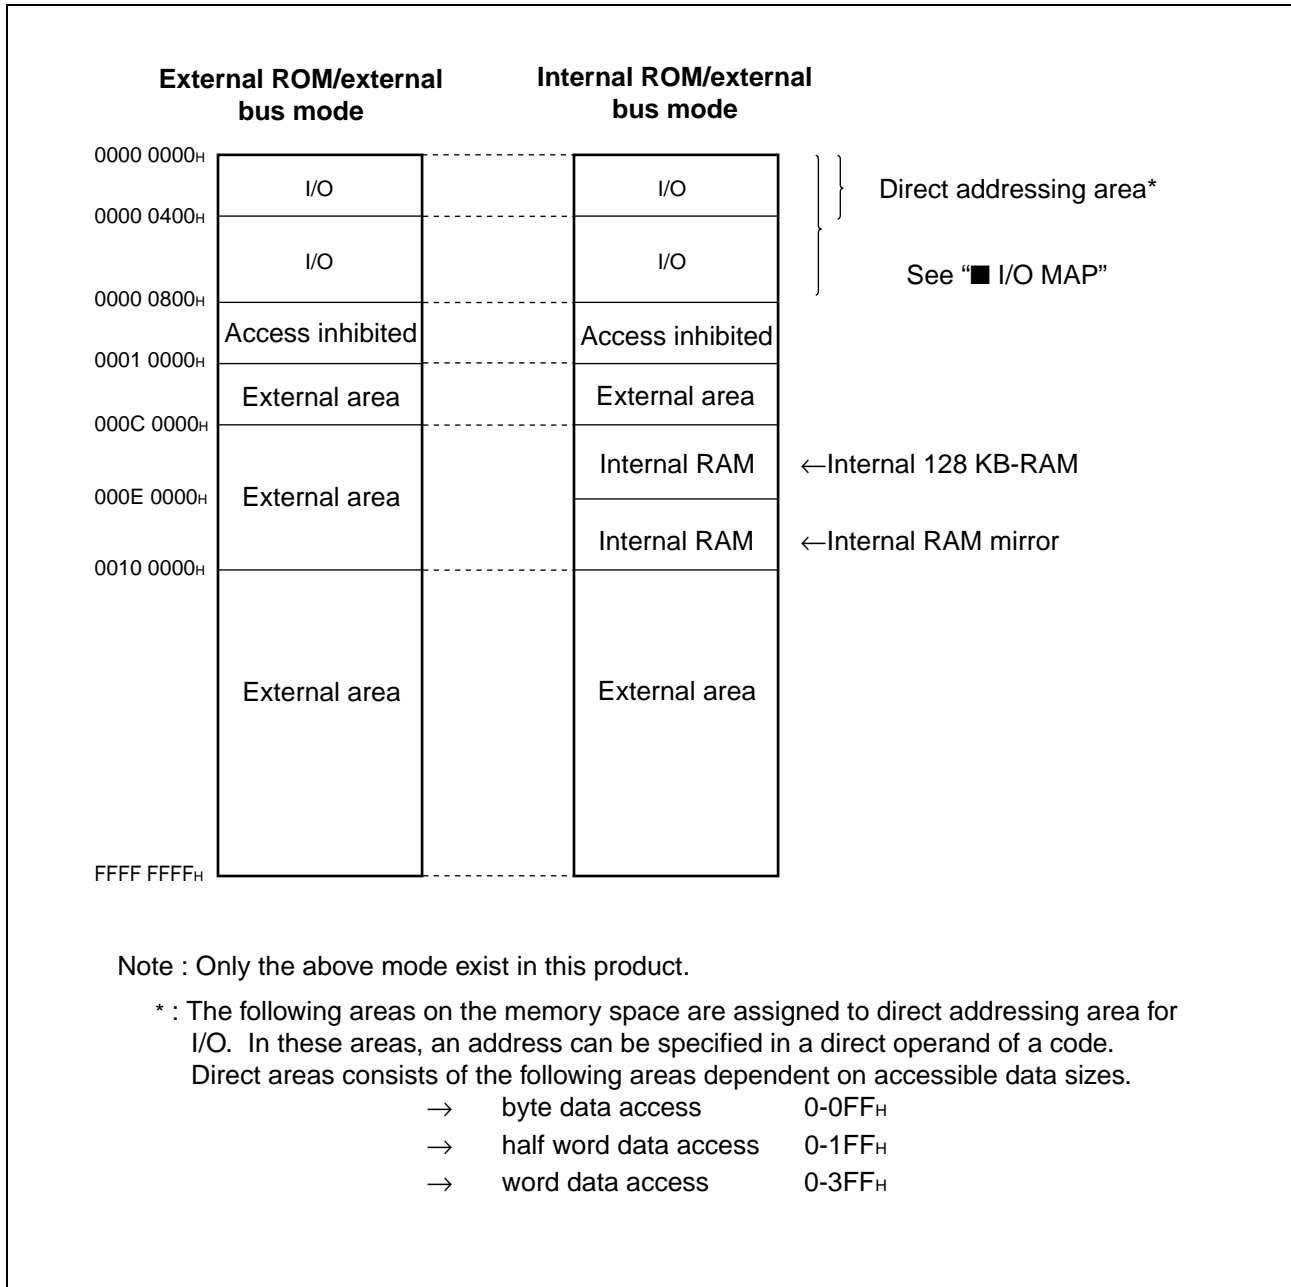 External ROM/external
bus mode
Internal ROM/external
bus mode
0000 0000H
I/O
I/O
Direct addressing area*
0000 0400H
I/O
I/O
See “■ I/O MAP”
0000 0800H
Access inhibited
Access inhibited
0001 0000H
External area
External area
000C 0000H
Internal RAM
←Internal 128 KB-RAM
000E 0000H
External area
Internal RAM
←Internal RAM mirror
0010 0000H
External area
External area
FFFF FFFFH
Note : Only the above mode exist in this product.
* : The following areas on the memory space are assigned to direct addressing area for
I/O. In these areas, an address can be specified in a direct operand of a code.
Direct areas consists of the following areas dependent on accessible data sizes.
→ byte data access 0-0FFH
→ half word data access 0-1FFH
→ word data access 0-3FFH